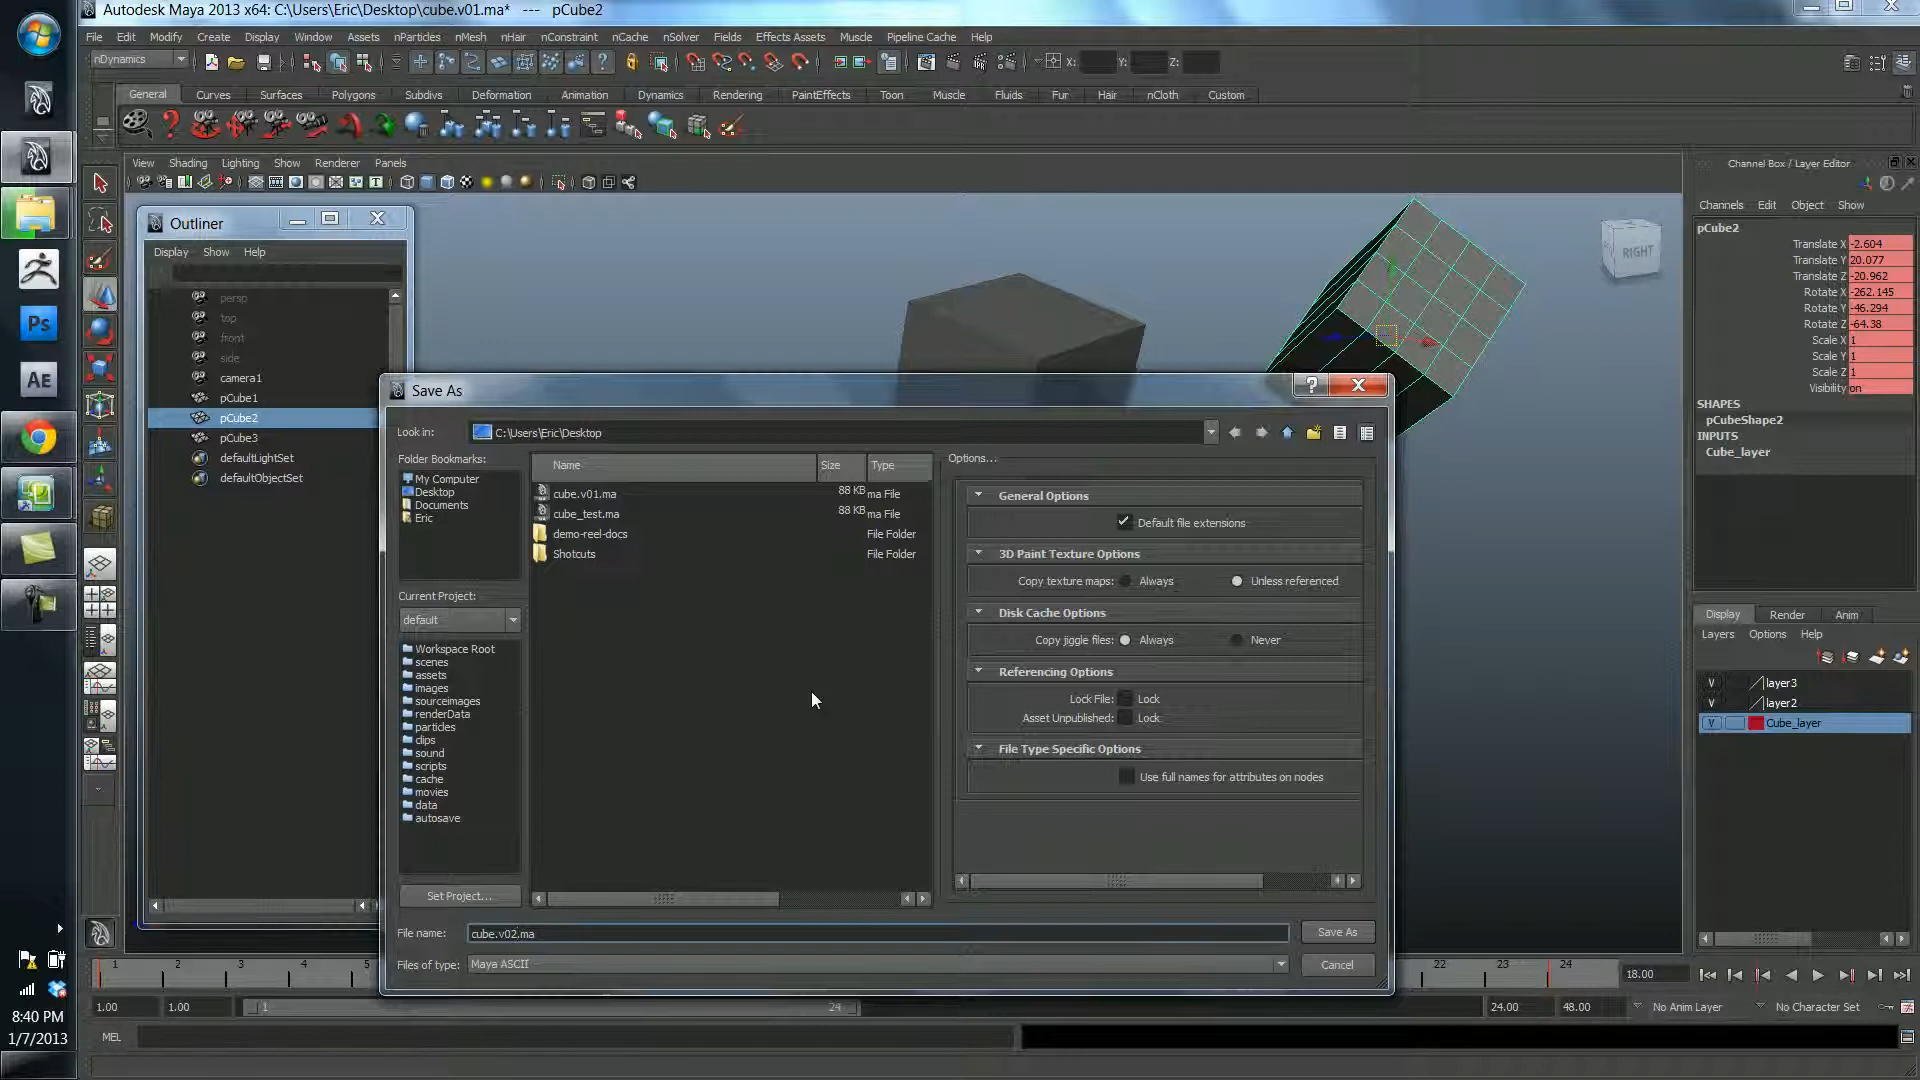 Autodesk Maya 2013 x64: C:\Users\Eric\Desktop\cube.v01.ma*   ---   pCube2
File Edit Modify Create Display Window Assets nParticles nMesh nHair nConstraint nCache nSolver Fields Effects Assets Muscle Pipeline Cache Help
nDynamics X: Y: Z:
General Curves Surfaces Polygons Subdivs Deformation Animation Dynamics Rendering PaintEffects Toon Muscle Fluids Fur Hair nCloth Custom
View Shading Lighting Show Renderer Panels
Outliner
Display Show Help
persp
top
front
side
camera1
pCube1
pCube2
pCube3
defaultLightSet
defaultObjectSet
Ps
AE
RIGHT
Channel Box / Layer Editor
Channels Edit Object Show
pCube2
Translate X -2.604
Translate Y 20.077
Translate Z -20.962
Rotate X -262.145
Rotate Y -46.294
Rotate Z -64.38
Scale X 1
Scale Y 1
Scale Z 1
Visibility on
SHAPES
pCubeShape2
INPUTS
Cube_layer
Save As
Look in: C:\Users\Eric\Desktop
Folder Bookmarks:
My Computer
Desktop
Documents
Eric
Name Size Type
cube.v01.ma 88 KB ma File
cube_test.ma 88 KB ma File
demo-reel-docs File Folder
Shotcuts File Folder
Current Project:
default
Workspace Root
scenes
assets
images
sourceimages
renderData
particles
clips
sound
scripts
cache
movies
data
autosave
Set Project...
Options...
General Options
Default file extensions
3D Paint Texture Options
Copy texture maps: Always Unless referenced
Disk Cache Options
Copy jiggle files: Always Never
Referencing Options
Lock File: Lock
Asset Unpublished: Lock
File Type Specific Options
Use full names for attributes on nodes
File name: cube.v02.ma Save As
Files of type: Maya ASCII Cancel
Display Render Anim
Layers Options Help
V layer3
V layer2
V Cube_layer
1 2 3 4 5 22 23 24 18.00
1.00 1.00 1 24 24.00 48.00 No Anim Layer No Character Set
MEL
8:40 PM
1/7/2013